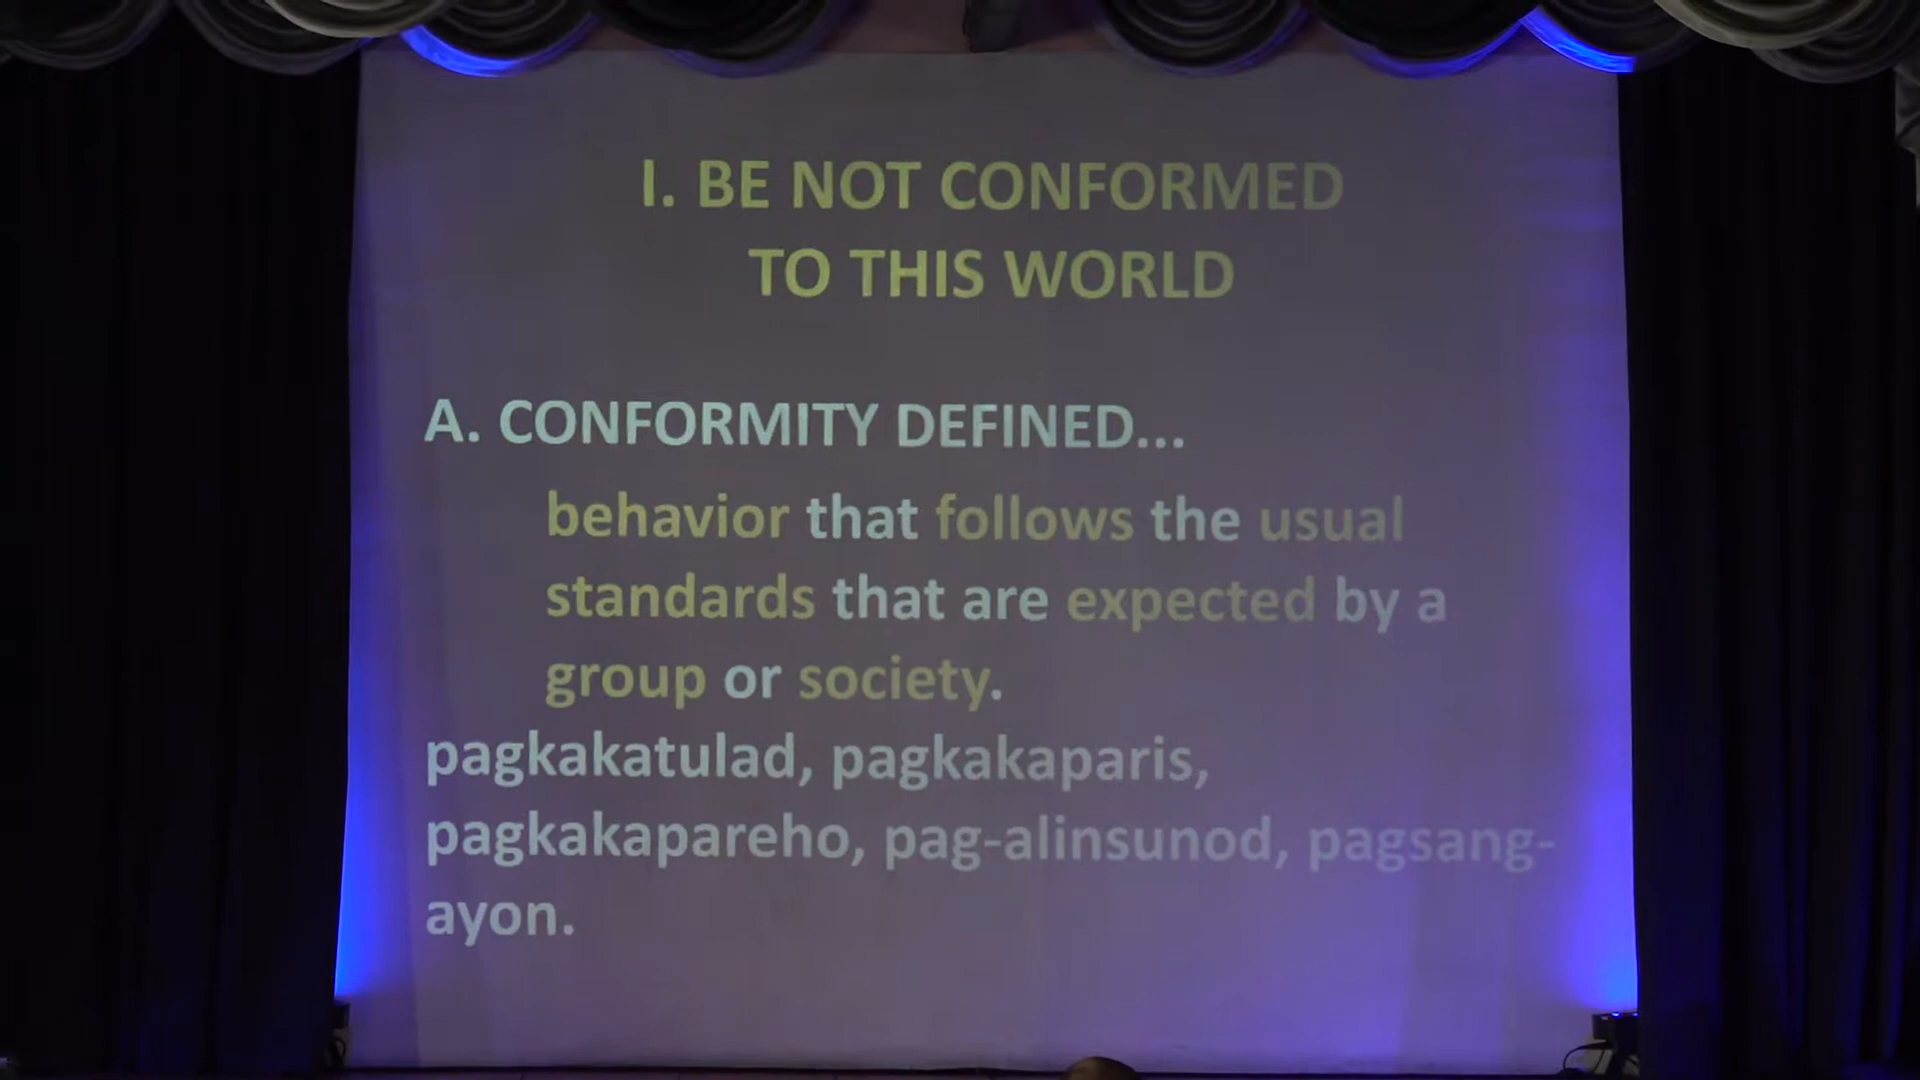 I. BE NOT CONFORMED
TO THIS WORLD
A. CONFORMITY DEFINED...
behavior that follows the usual
standards that are expected by a
group or society.
pagkakatulad, pagkakaparis,
pagkakapareho, pag-alinsunod, pagsang-
ayon.